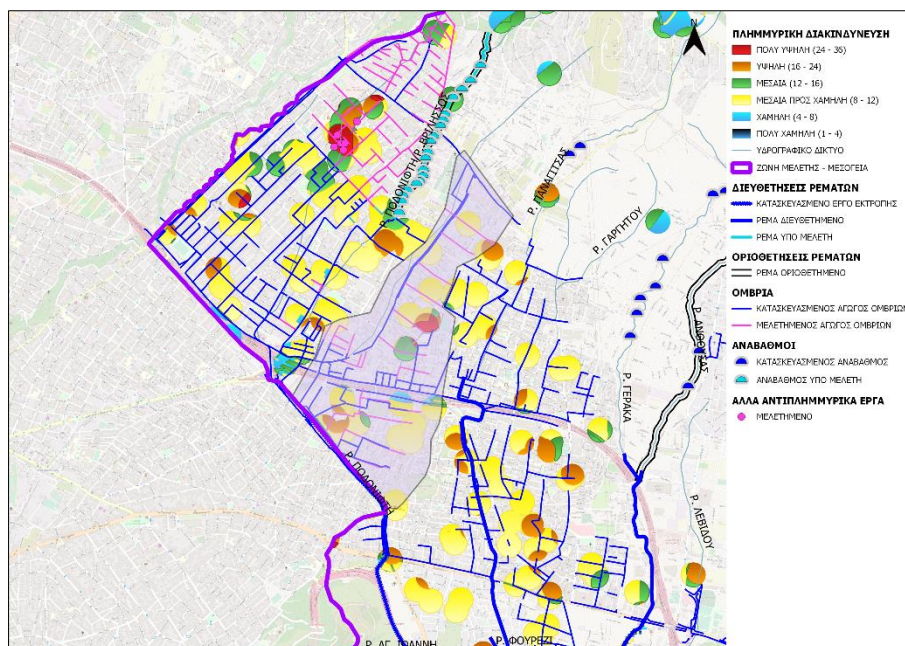 Ν
ΠΛΗΜΜΥΡΙΚΗ ΔΙΑΚΙΝΔΥΝΕΥΣΗ
ΠΟΛΥ ΥΨΗΛΗ (24 - 36)
ΥΨΗΛΗ (16 - 24)
ΜΕΣΑΙΑ (12 - 16)
ΜΕΣΑΙΑ ΠΡΟΣ ΧΑΜΗΛΗ (8 - 12)
ΧΑΜΗΛΗ (4 - 8)
ΠΟΛΥ ΧΑΜΗΛΗ (1 - 4)
ΥΔΡΟΓΡΑΦΙΚΟ ΔΙΚΤΥΟ
ΖΩΝΗ ΜΕΛΕΤΗΣ - ΜΕΣΟΓΕΙΑ
ΔΙΕΥΘΕΤΗΣΕΙΣ ΡΕΜΑΤΩΝ
ΚΑΤΑΣΚΕΥΑΣΜΕΝΟ ΕΡΓΟ ΕΚΤΡΟΠΗΣ
ΡΕΜΑ ΔΙΕΥΘΕΤΗΜΕΝΟ
ΡΕΜΑ ΥΠΟ ΜΕΛΕΤΗ
ΟΡΙΟΘΕΤΗΣΕΙΣ ΡΕΜΑΤΩΝ
ΡΕΜΑ ΟΡΙΟΘΕΤΗΜΕΝΟ
ΟΜΒΡΙΑ
ΚΑΤΑΣΚΕΥΑΣΜΕΝΟΣ ΑΓΩΓΟΣ ΟΜΒΡΙΩΝ
ΜΕΛΕΤΗΜΕΝΟΣ ΑΓΩΓΟΣ ΟΜΒΡΙΩΝ
ΑΝΑΒΑΘΜΟΙ
ΚΑΤΑΣΚΕΥΑΣΜΕΝΟΣ ΑΝΑΒΑΘΜΟΣ
ΑΝΑΒΑΘΜΟΣ ΥΠΟ ΜΕΛΕΤΗ
ΑΛΛΑ ΑΝΤΙΠΛΗΜΜΥΡΙΚΑ ΕΡΓΑ
ΜΕΛΕΤΗΜΕΝΟ
Ρ. ΠΟΔΟΝΙΦΤΗ/Ρ. ΒΡΙΛΗΣΣΟΣ
Ρ. ΠΑΝΑΓΙΤΣΑΣ
Ρ. ΓΑΡΓΗΤΟΥ
Ρ. ΑΝΘΟΥΣΑΣ
Ρ. ΓΕΡΑΚΑ
Ρ. ΠΟΔΟΝΙΦΤΗ
Ρ. ΛΕΒΙΔΟΥ
Ρ. ΑΓ. ΙΩΑΝΝΗ
Ρ. ΦΟΥΡΕΖΙ